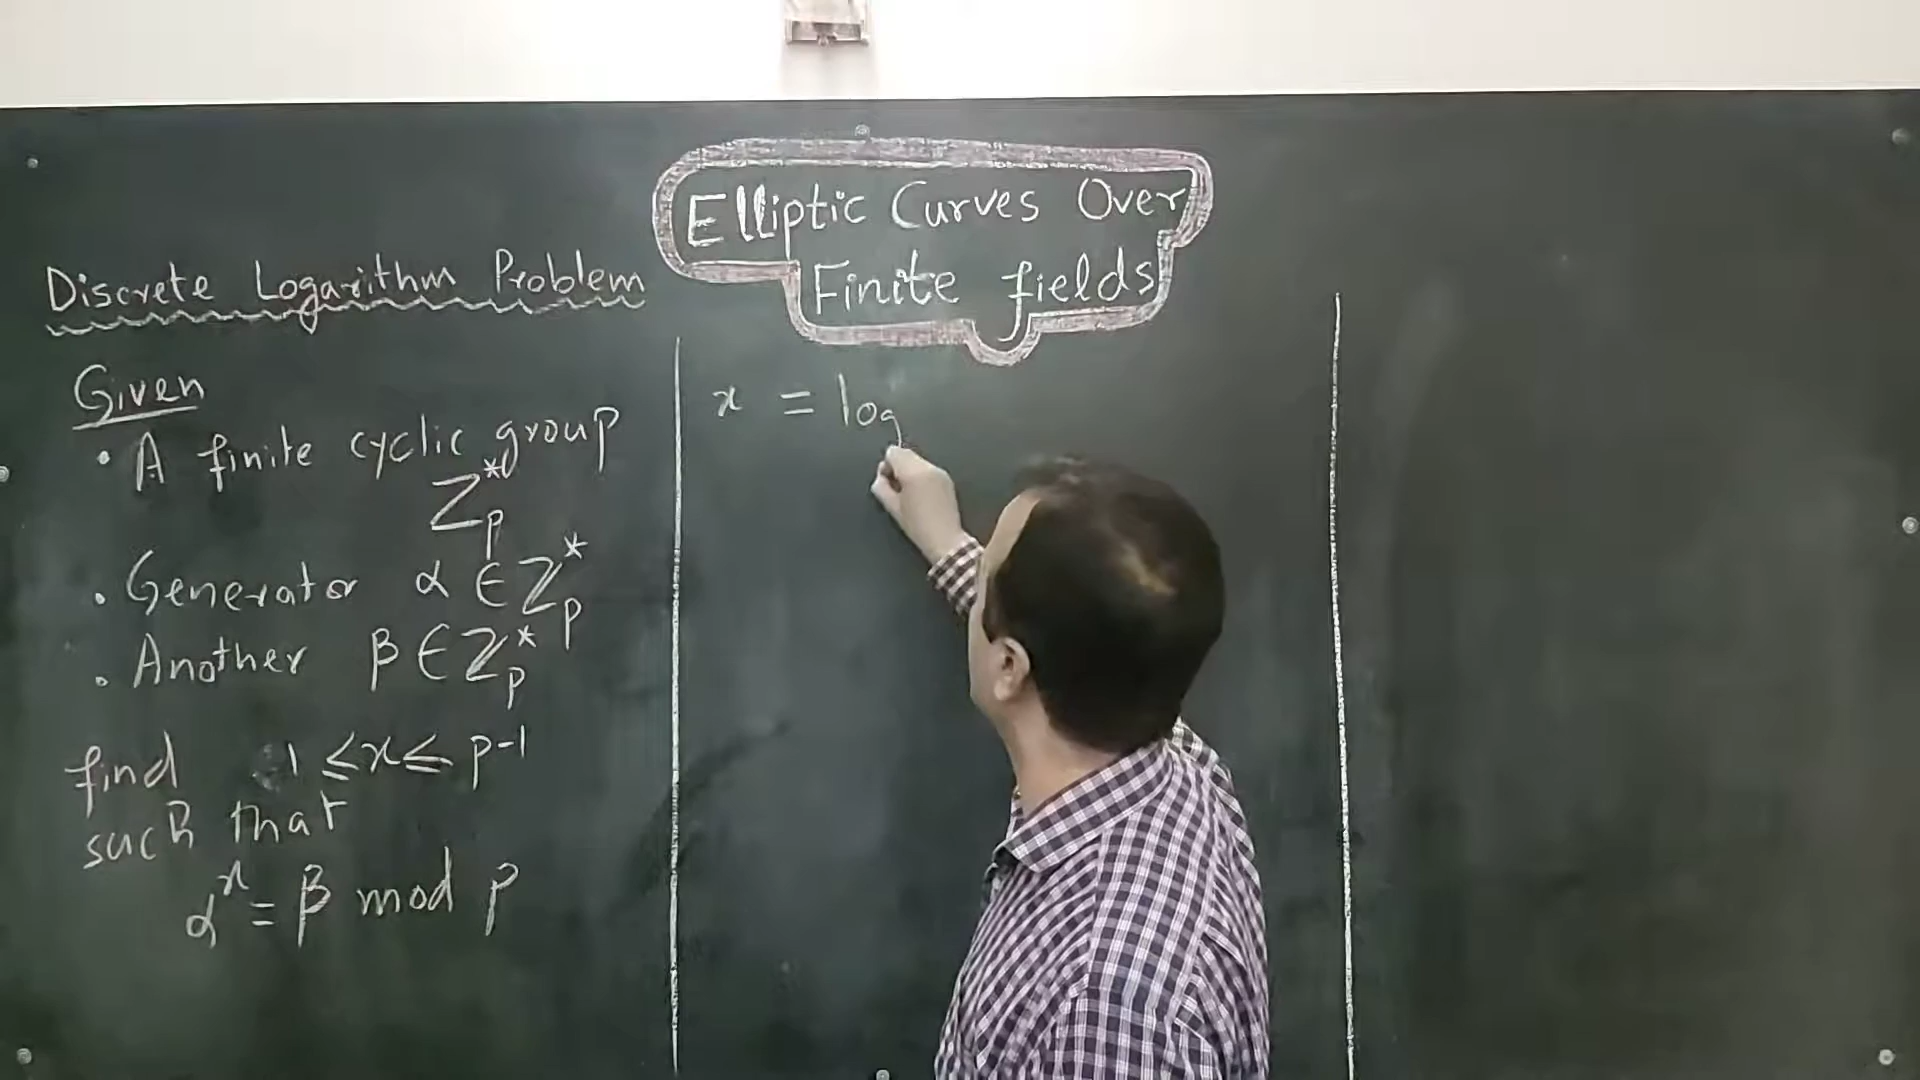 Elliptic Curves Over
Finite fields
Discrete Logarithm Problem
Given
• A finite cyclic group
Z*p
• Generator α ∈ Z*p
• Another β ∈ Z*p
find 1 ≤ x ≤ p-1
such that
α^x = β mod p
x = log